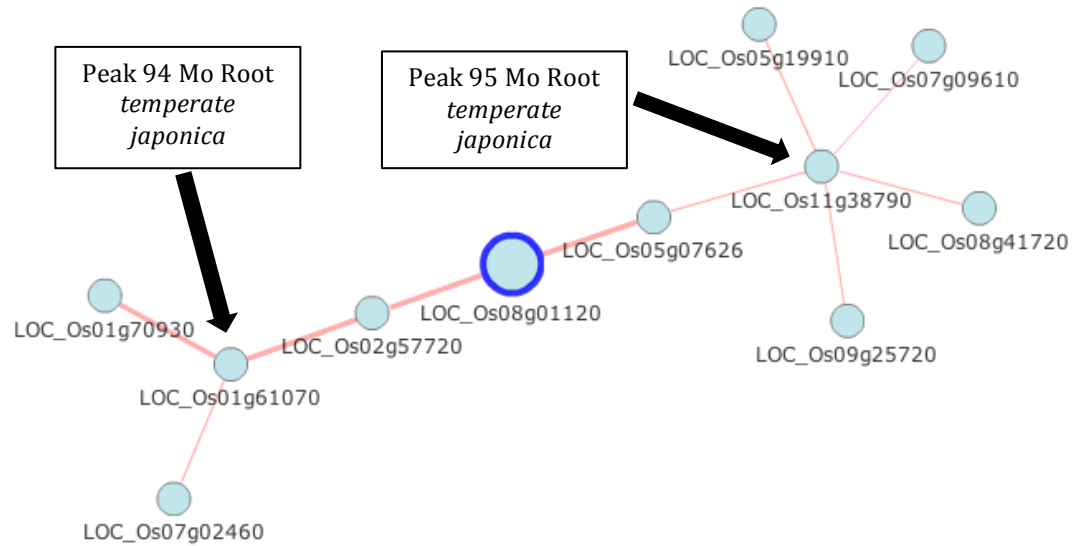 Peak 94 Mo Root
temperate
japonica
Peak 95 Mo Root
temperate
japonica
LOC_Os05g19910
LOC_Os07g09610
LOC_Os11g38790
LOC_Os08g41720
LOC_Os05g07626
LOC_Os08g01120
LOC_Os01g70930
LOC_Os02g57720
LOC_Os09g25720
LOC_Os01g61070
LOC_Os07g02460